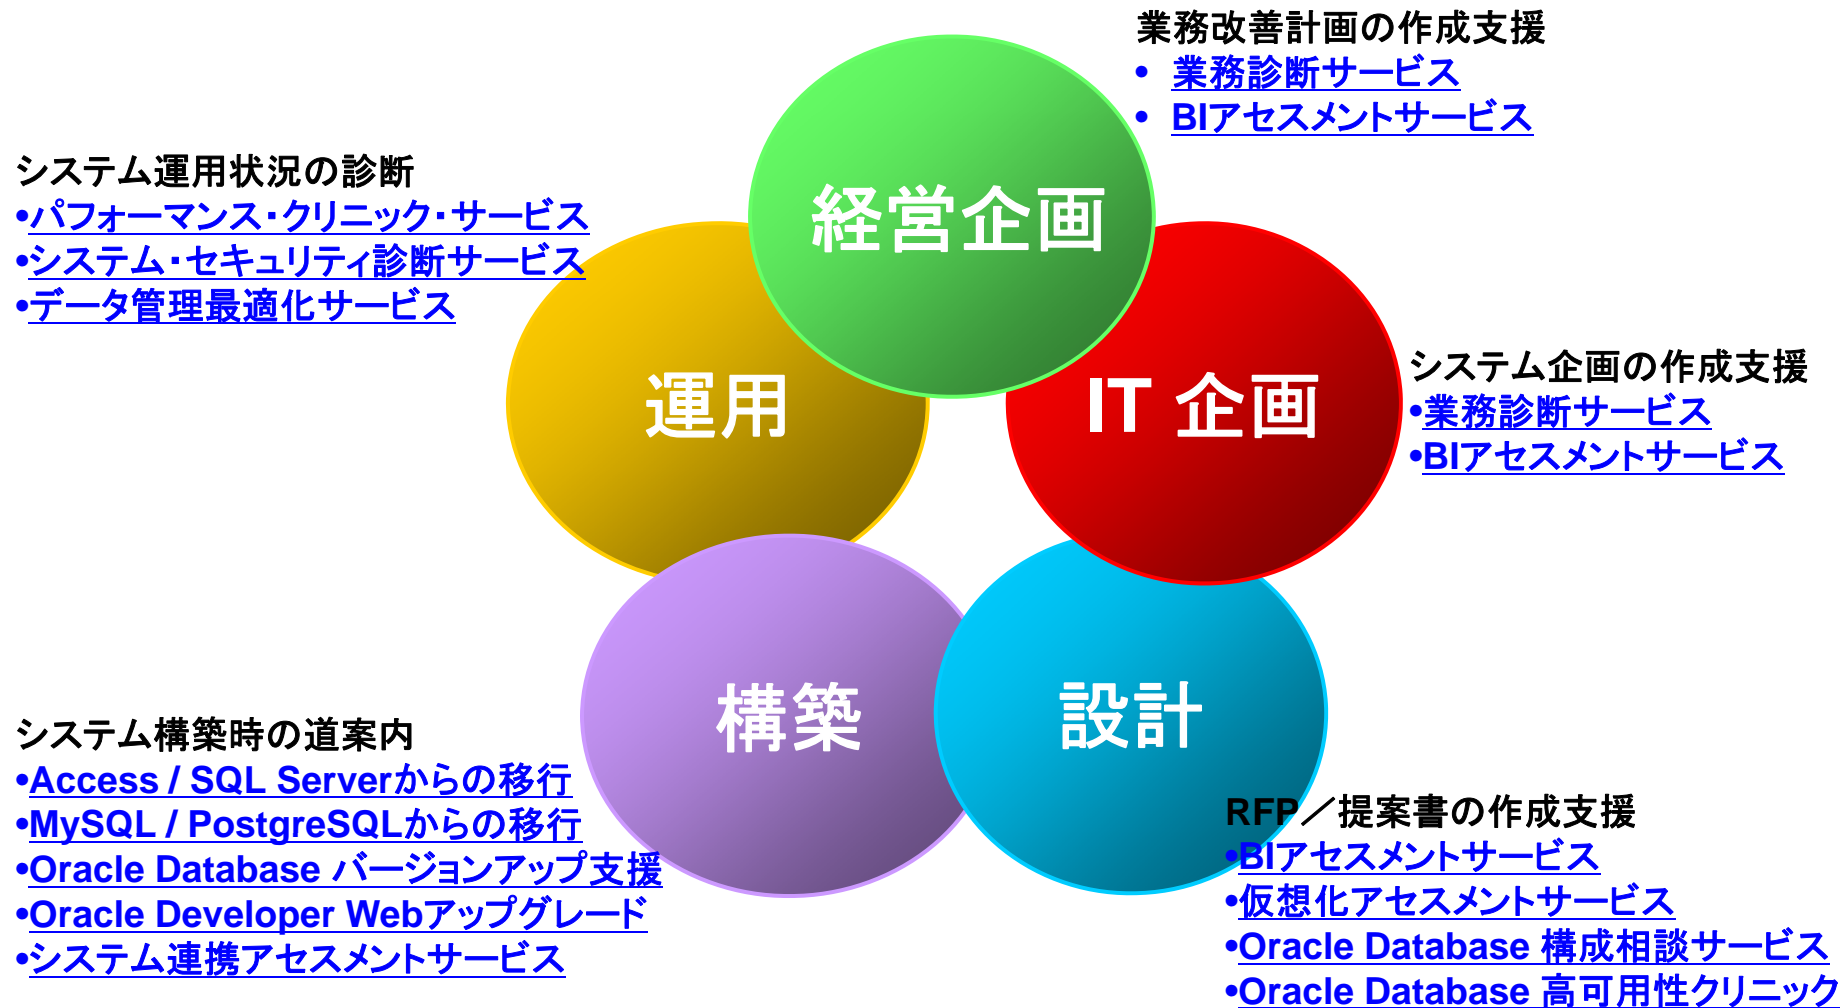 業務改善計画の作成支援
• 業務診断サービス
• BIアセスメントサービス
システム運用状況の診断
•パフォーマンス・クリニック・サービス
•システム・セキュリティ診断サービス
•データ管理最適化サービス
経営企画
運用
IT 企画
システム企画の作成支援
•業務診断サービス
•BIアセスメントサービス
構築
設計
システム構築時の道案内
•Access / SQL Serverからの移行
•MySQL / PostgreSQLからの移行
•Oracle Database バージョンアップ支援
•Oracle Developer Webアップグレード
•システム連携アセスメントサービス
RFP／提案書の作成支援
•BIアセスメントサービス
•仮想化アセスメントサービス
•Oracle Database 構成相談サービス
•Oracle Database 高可用性クリニック